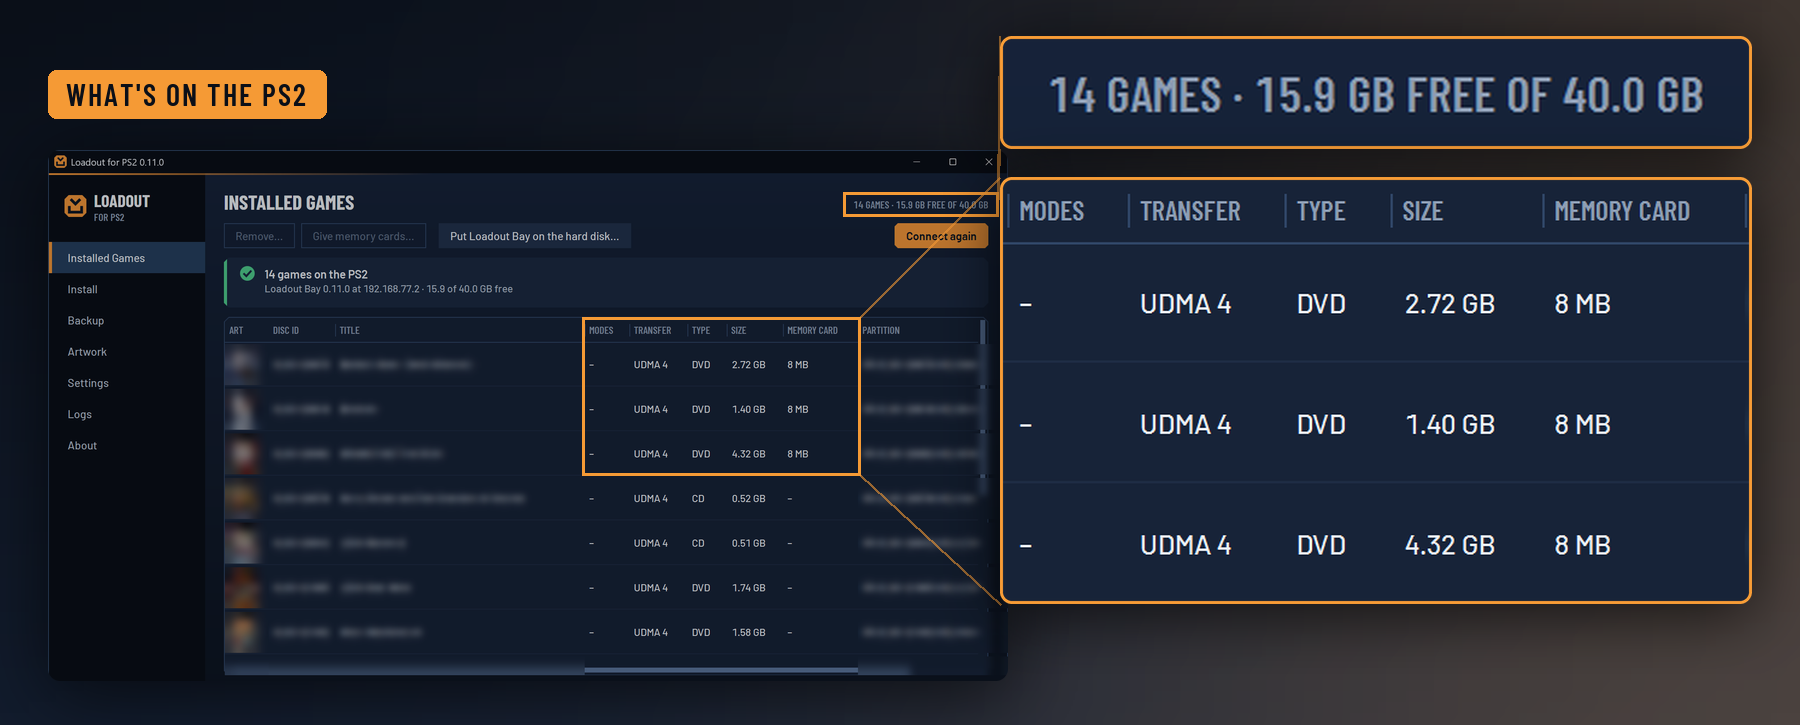 WHAT'S ON THE PS2
14 GAMES · 15.9 GB FREE OF 40.0 GB
Loadout for PS2 0.11.0
LOADOUT
FOR PS2
Installed Games
Install
Backup
Artwork
Settings
Logs
About
INSTALLED GAMES
14 GAMES · 15.9 GB FREE OF 40.0 GB
Remove...
Give memory cards...
Put Loadout Bay on the hard disk...
Connect again
14 games on the PS2
Loadout Bay 0.11.0 at 192.168.77.2 · 15.9 of 40.0 GB free
ART DISC ID TITLE MODES TRANSFER TYPE SIZE MEMORY CARD PARTITION
– UDMA 4 DVD 2.72 GB 8 MB
– UDMA 4 DVD 1.40 GB 8 MB
– UDMA 4 DVD 4.32 GB 8 MB
– UDMA 4 CD 0.52 GB –
– UDMA 4 CD 0.51 GB –
– UDMA 4 DVD 1.74 GB –
– UDMA 4 DVD 1.58 GB –
MODES TRANSFER TYPE SIZE MEMORY CARD
– UDMA 4 DVD 2.72 GB 8 MB
– UDMA 4 DVD 1.40 GB 8 MB
– UDMA 4 DVD 4.32 GB 8 MB